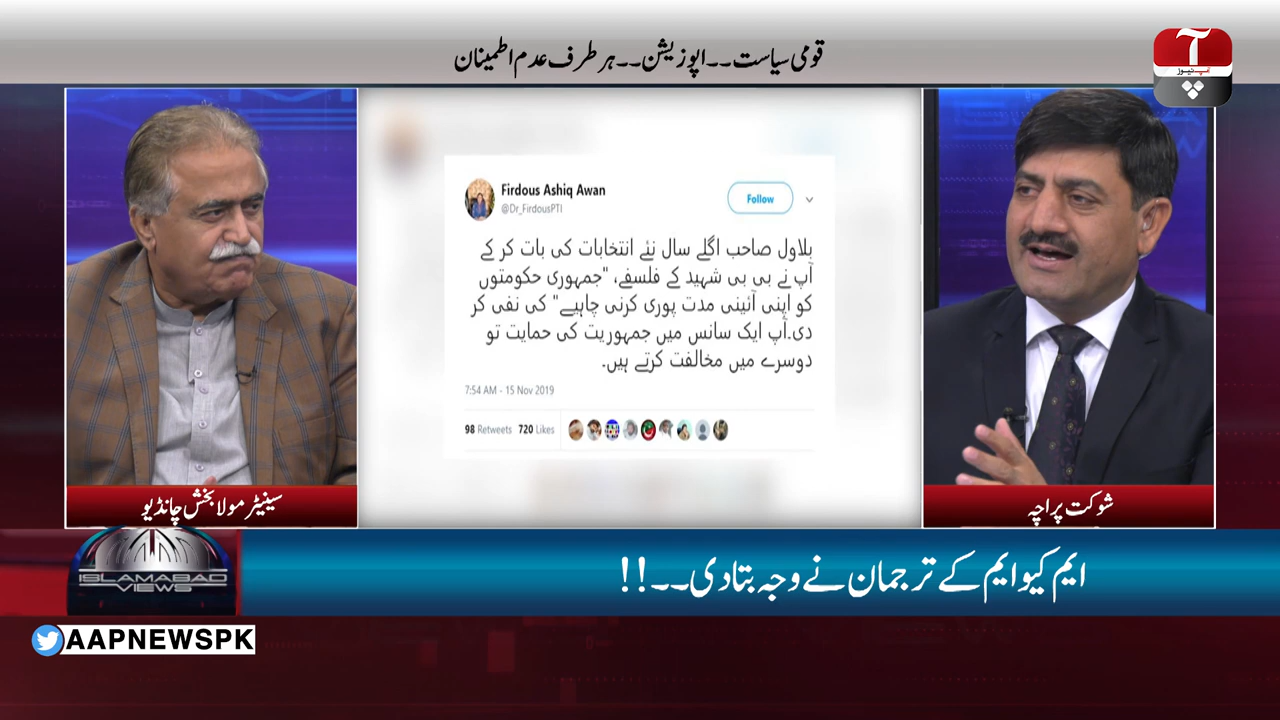 قومی سیاست۔۔اپوزیشن۔۔ہر طرف عدم اطمینان
آپ نیوز
Firdous Ashiq Awan
@Dr_FirdousPTI
Follow
بلاول صاحب اگلے سال نئے انتخابات کی بات کر کے
آپ نے بی بی شہید کے فلسفے، "جمہوری حکومتوں
کو اپنی آئینی مدت پوری کرنی چاہیے" کی نفی کر
دی.آپ ایک سانس میں جمہوریت کی حمایت تو
دوسرے میں مخالفت کرتے ہیں۔
7:54 AM - 15 Nov 2019
98 Retweets 720 Likes
سینیٹر مولا بخش چانڈیو
شوکت پراچہ
ISLAMABAD
VIEWS
ایم کیو ایم کے ترجمان نے وجہ بتا دی۔۔!!
AAPNEWSPK